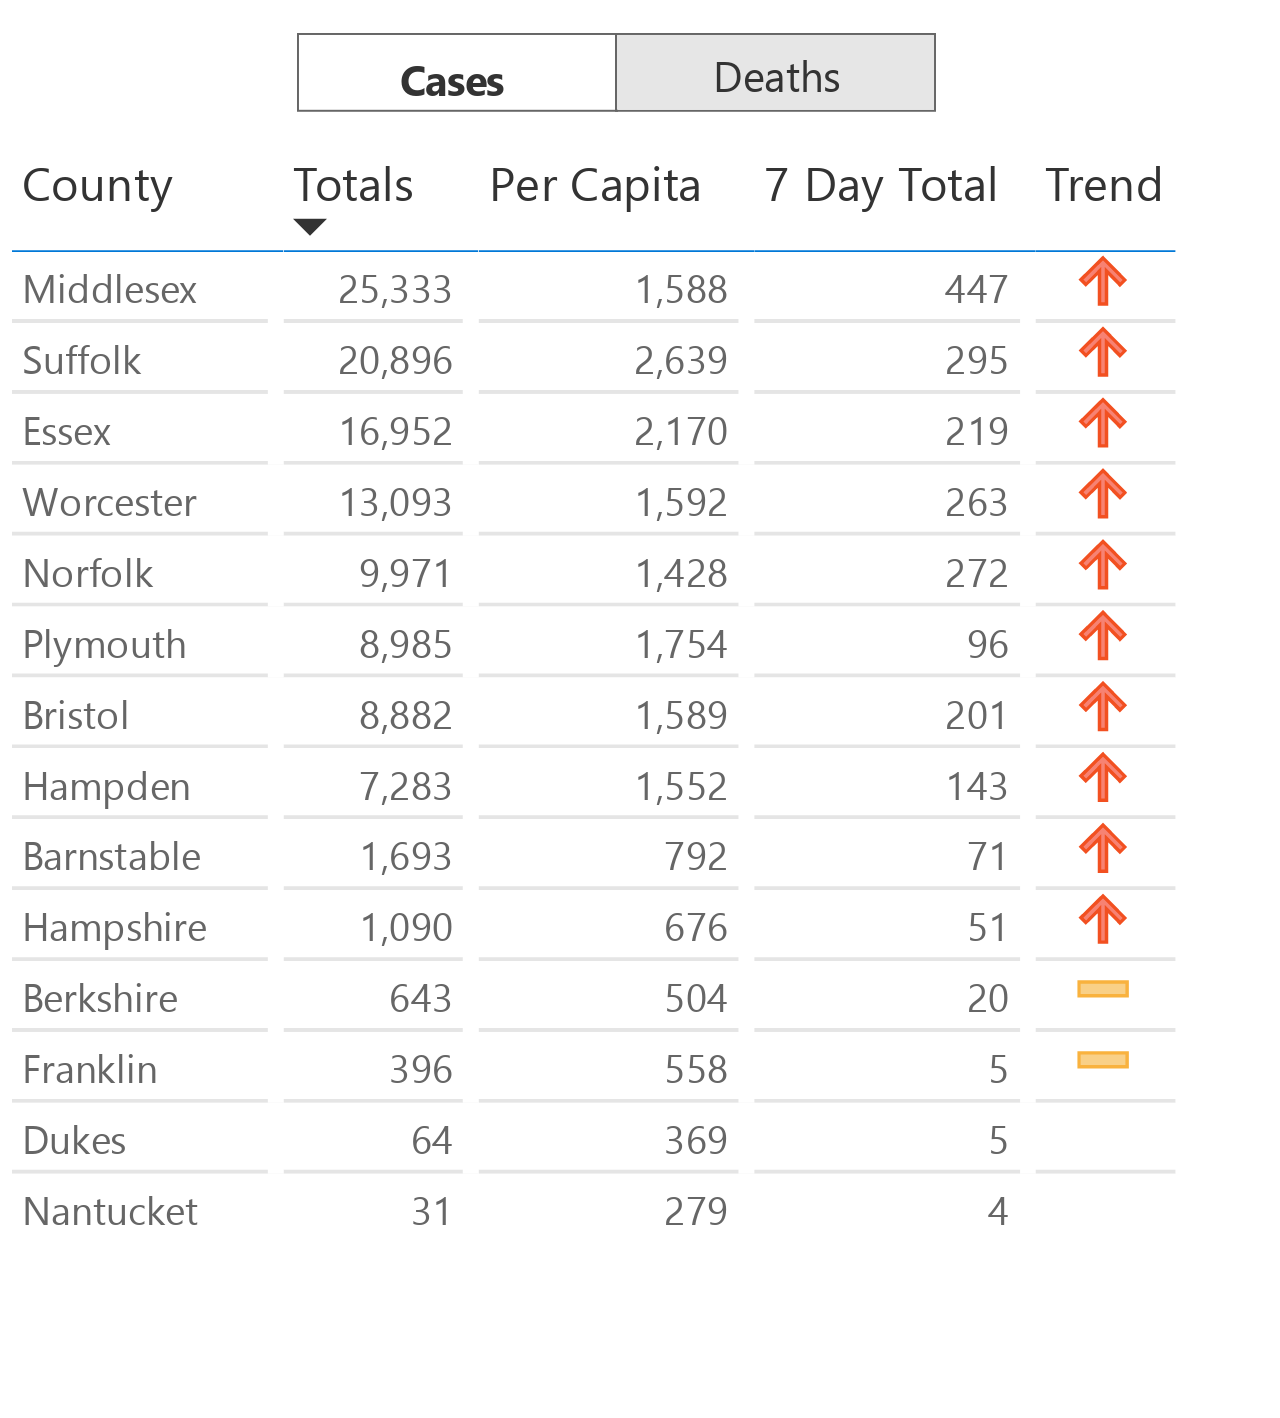 Cases Deaths
County Totals Per Capita 7 Day Total Trend
Middlesex 25,333 1,588 447
Suffolk 20,896 2,639 295
Essex 16,952 2,170 219
Worcester 13,093 1,592 263
Norfolk 9,971 1,428 272
Plymouth 8,985 1,754 96
Bristol 8,882 1,589 201
Hampden 7,283 1,552 143
Barnstable 1,693 792 71
Hampshire 1,090 676 51
Berkshire 643 504 20
Franklin 396 558 5
Dukes 64 369 5
Nantucket 31 279 4